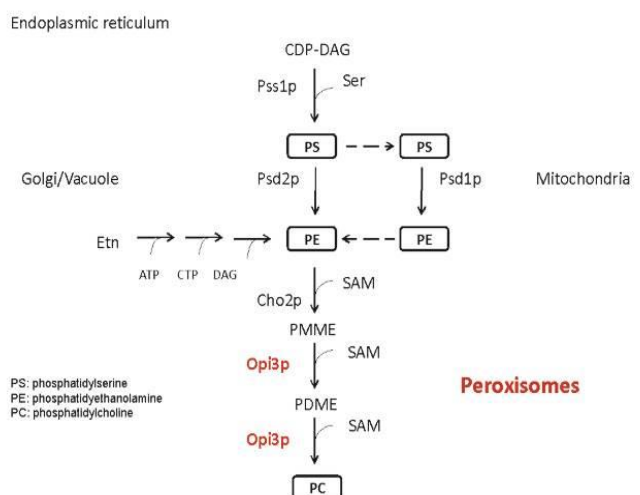 Endoplasmic reticulum
CDP-DAG
Pss1p
Ser
PS
PS
Golgi/Vacuole
Psd2p
Psd1p
Mitochondria
Etn
PE
PE
ATP
CTP
DAG
Cho2p
SAM
PMME
Opi3p
SAM
PS: phosphatidylserine
PE: phosphatidyethanolamine
PC: phosphatidylcholine
Peroxisomes
PDME
Opi3p
SAM
PC